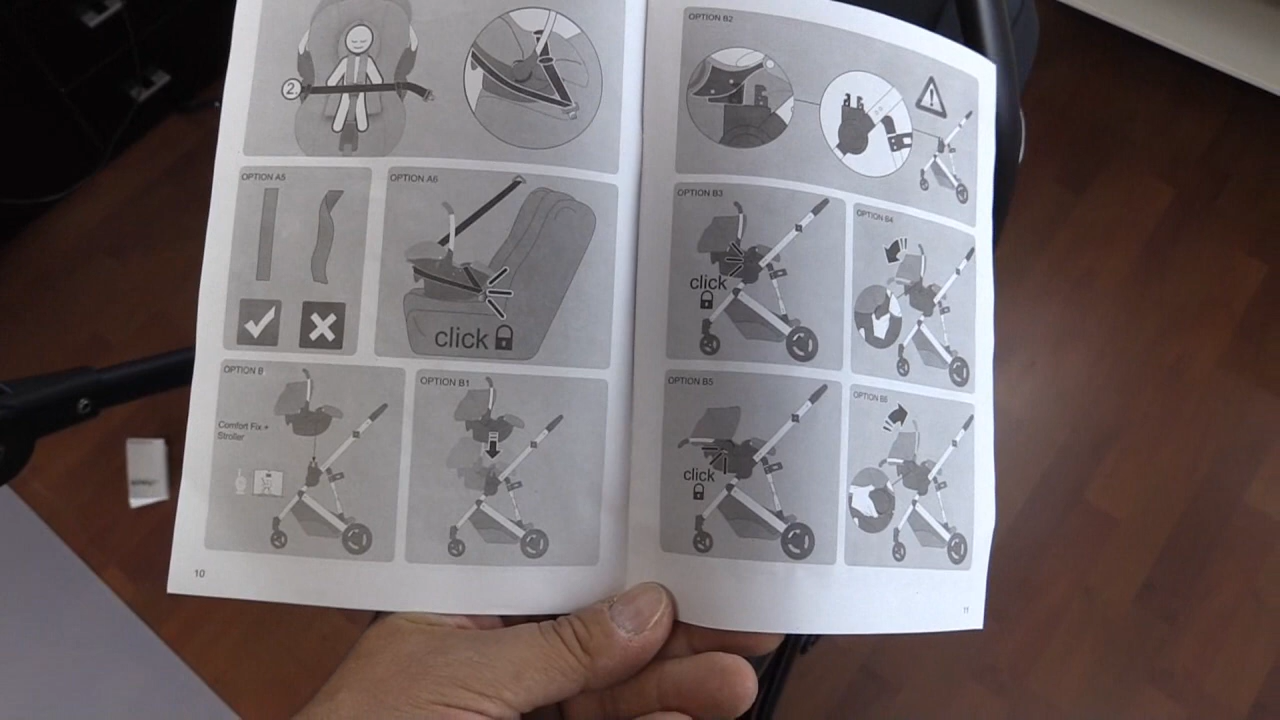 2.
OPTION A5
OPTION A6
click
OPTION B
Comfort Fix +
Stroller
OPTION B1
10
OPTION B2
OPTION B3
click
OPTION B4
OPTION B5
click
OPTION B6
11